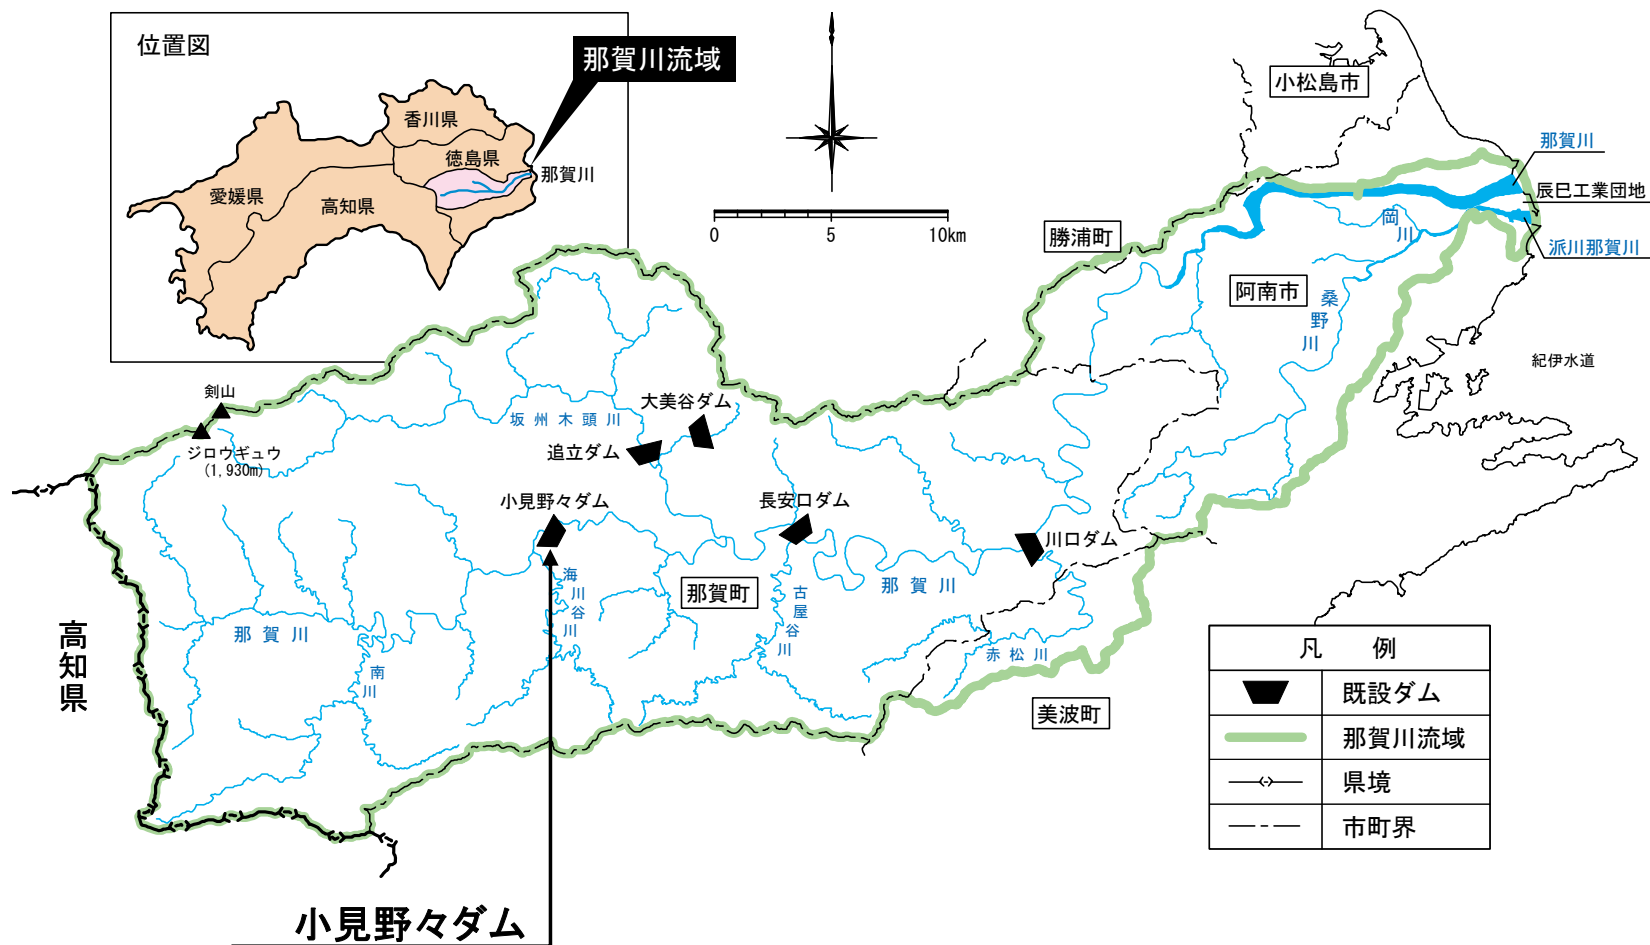 位置図
那賀川流域
香川県
徳島県
那賀川
愛媛県
高知県
0 5 10km
小松島市
那賀川
辰巳工業団地
派川那賀川
勝浦町
岡川
阿南市
桑野川
紀伊水道
剣山
ジロウギュウ
(1,930m)
坂州木頭川
大美谷ダム
追立ダム
小見野々ダム
長安口ダム
川口ダム
海川谷川
那賀町
古屋谷川
那賀川
那賀川
南川
赤松川
美波町
高知県
凡 例
既設ダム
那賀川流域
県境
市町界
小見野々ダム